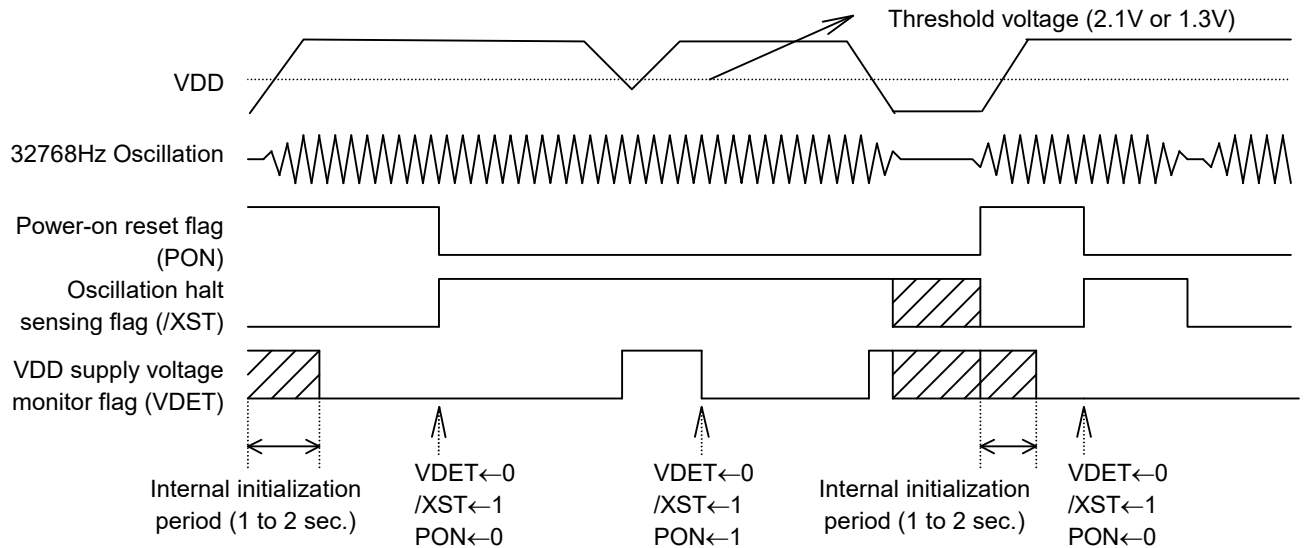 Threshold voltage (2.1V or 1.3V)
VDD
32768Hz Oscillation
Power-on reset flag
(PON)
Oscillation halt
sensing flag (/XST)
VDD supply voltage
monitor flag (VDET)
Internal initialization
period (1 to 2 sec.)
VDET←0
/XST←1
PON←0
VDET←0
/XST←1
PON←1
Internal initialization
period (1 to 2 sec.)
VDET←0
/XST←1
PON←0